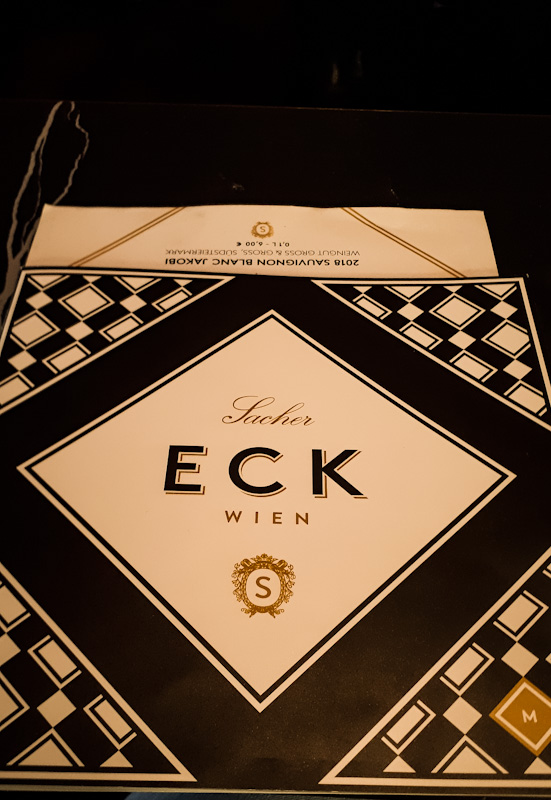 2018 SAUVIGNON BLANC JAKOBI
WEINGUT GROSS & GROSS, SÜDSTEIERMARK
0,1 L - 6,00 €
S
Sacher
ECK
WIEN
S
M